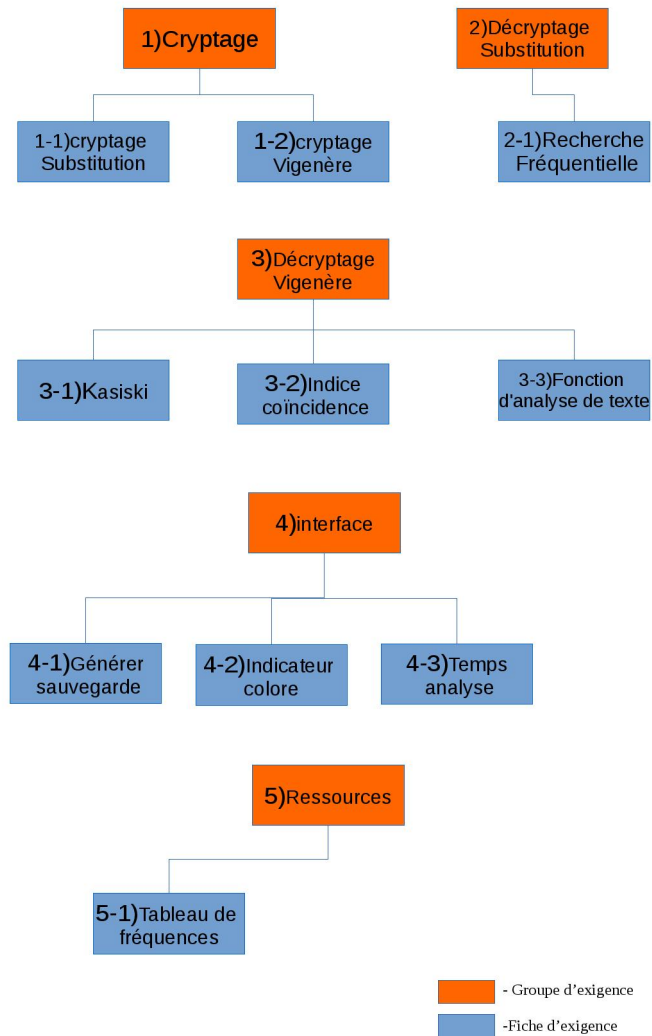 1)Cryptage
2)Décryptage
Substitution
1-1)cryptage
Substitution
1-2)cryptage
Vigenère
2-1)Recherche
Fréquentielle
3)Décryptage
Vigenère
3-1)Kasiski
3-2)Indice
coïncidence
3-3)Fonction
d'analyse de texte
4)interface
4-1)Générer
sauvegarde
4-2)Indicateur
colore
4-3)Temps
analyse
5)Ressources
5-1)Tableau de
fréquences
- Groupe d’exigence
-Fiche d’exigence